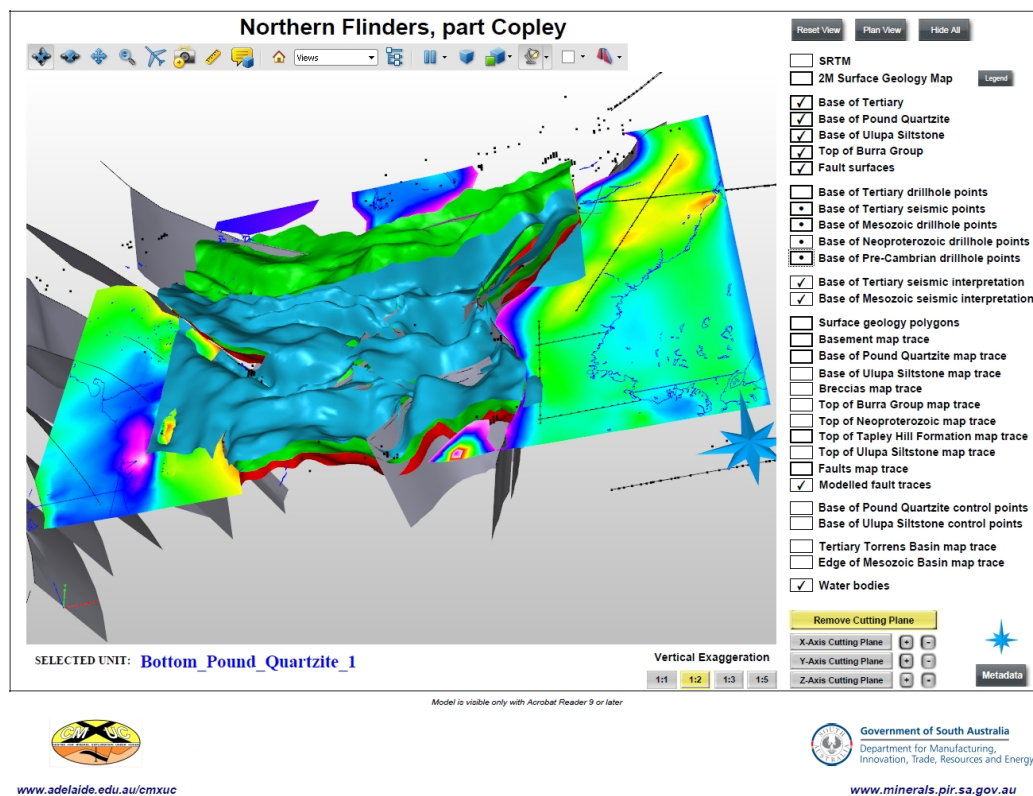 Northern Flinders, part Copley
Views
Reset View
Plan View
Hide All
SRTM
2M Surface Geology Map
Legend
Base of Tertiary
Base of Pound Quartzite
Base of Ulupa Siltstone
Top of Burra Group
Fault surfaces
Base of Tertiary drillhole points
Base of Tertiary seismic points
Base of Mesozoic drillhole points
Base of Neoproterozoic drillhole points
Base of Pre-Cambrian drillhole points
Base of Tertiary seismic interpretation
Base of Mesozoic seismic interpretation
Surface geology polygons
Basement map trace
Base of Pound Quartzite map trace
Base of Ulupa Siltstone map trace
Breccias map trace
Top of Burra Group map trace
Top of Neoproterozoic map trace
Top of Tapley Hill Formation map trace
Top of Ulupa Siltstone map trace
Faults map trace
Modelled fault traces
Base of Pound Quartzite control points
Base of Ulupa Siltstone control points
Tertiary Torrens Basin map trace
Edge of Mesozoic Basin map trace
Water bodies
Remove Cutting Plane
X-Axis Cutting Plane + -
Y-Axis Cutting Plane + -
Z-Axis Cutting Plane + -
Metadata
SELECTED UNIT: Bottom_Pound_Quartzite_1
Vertical Exaggeration
1:1 1:2 1:3 1:5
Model is visible only with Acrobat Reader 9 or later
CMXUC
Government of South Australia
Department for Manufacturing,
Innovation, Trade, Resources and Energy
www.adelaide.edu.au/cmxuc
www.minerals.pir.sa.gov.au